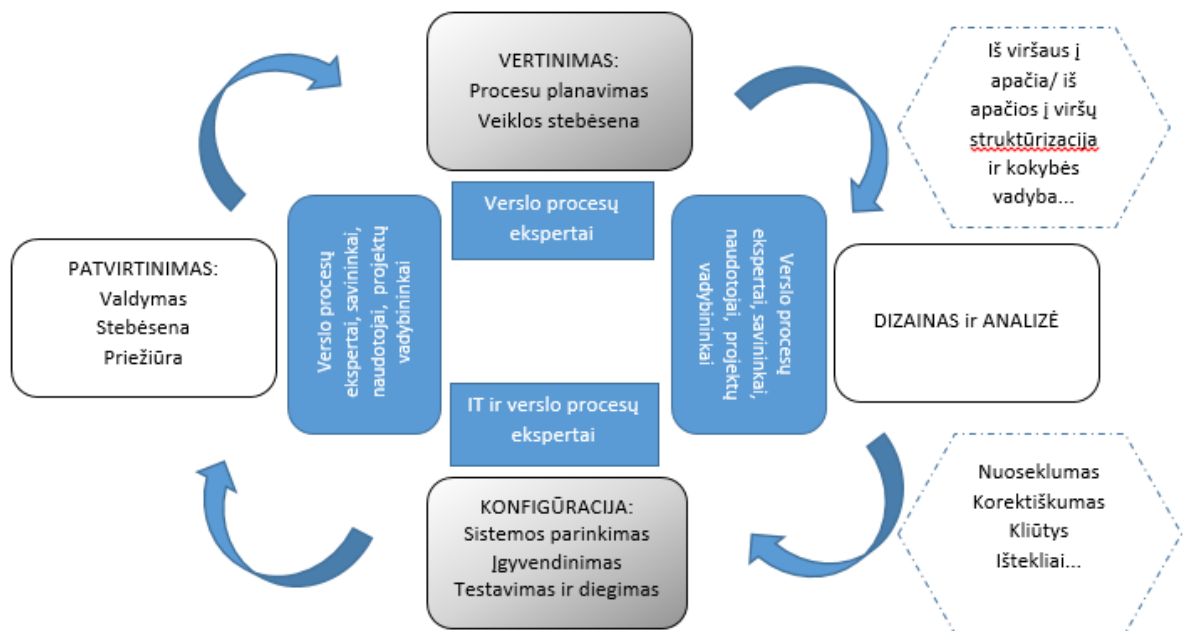 VERTINIMAS:
Procesu planavimas
Veiklos stebėsena
Iš viršaus į
apačia/ iš
apačios į viršų
struktūrizacija
ir kokybės
vadyba...
Verslo procesų
ekspertai
Verslo procesų
ekspertai, savininkai,
naudotojai, projektų
vadybininkai
Verslo procesų
ekspertai, savininkai,
naudotojai, projektų
vadybininkai
PATVIRTINIMAS:
Valdymas
Stebėsena
Priežiūra
DIZAINAS ir ANALIZĖ
IT ir verslo procesų
ekspertai
KONFIGŪRACIJA:
Sistemos parinkimas
Įgyvendinimas
Testavimas ir diegimas
Nuoseklumas
Korektiškumas
Kliūtys
Ištekliai...